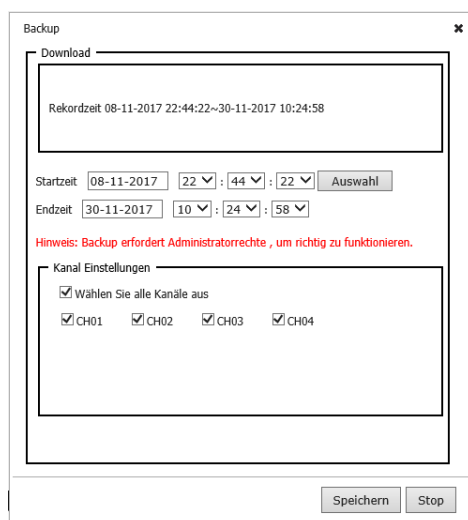 Backup
Download
Rekordzeit 08-11-2017 22:44:22~30-11-2017 10:24:58
Startzeit 08-11-2017 22 : 44 : 22 Auswahl
Endzeit 30-11-2017 10 : 24 : 58
Hinweis: Backup erfordert Administratorrechte , um richtig zu funktionieren.
Kanal Einstellungen
Wählen Sie alle Kanäle aus
CH01 CH02 CH03 CH04
Speichern Stop